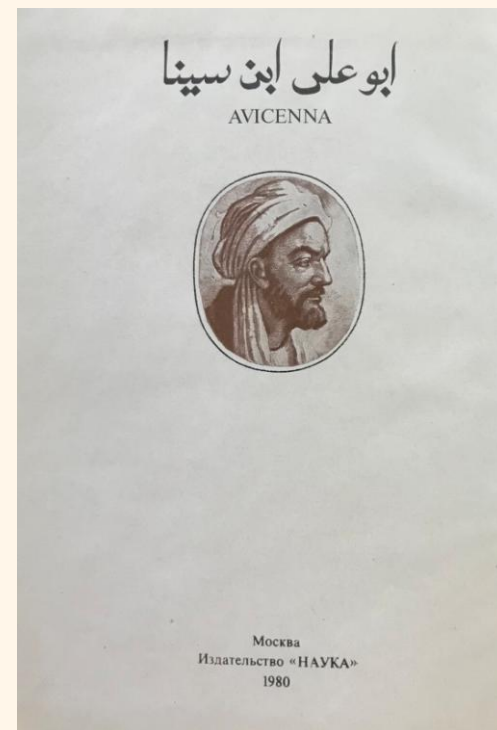 ابو علی ابن سینا
AVICENNA
Москва
Издательство «НАУКА»
1980